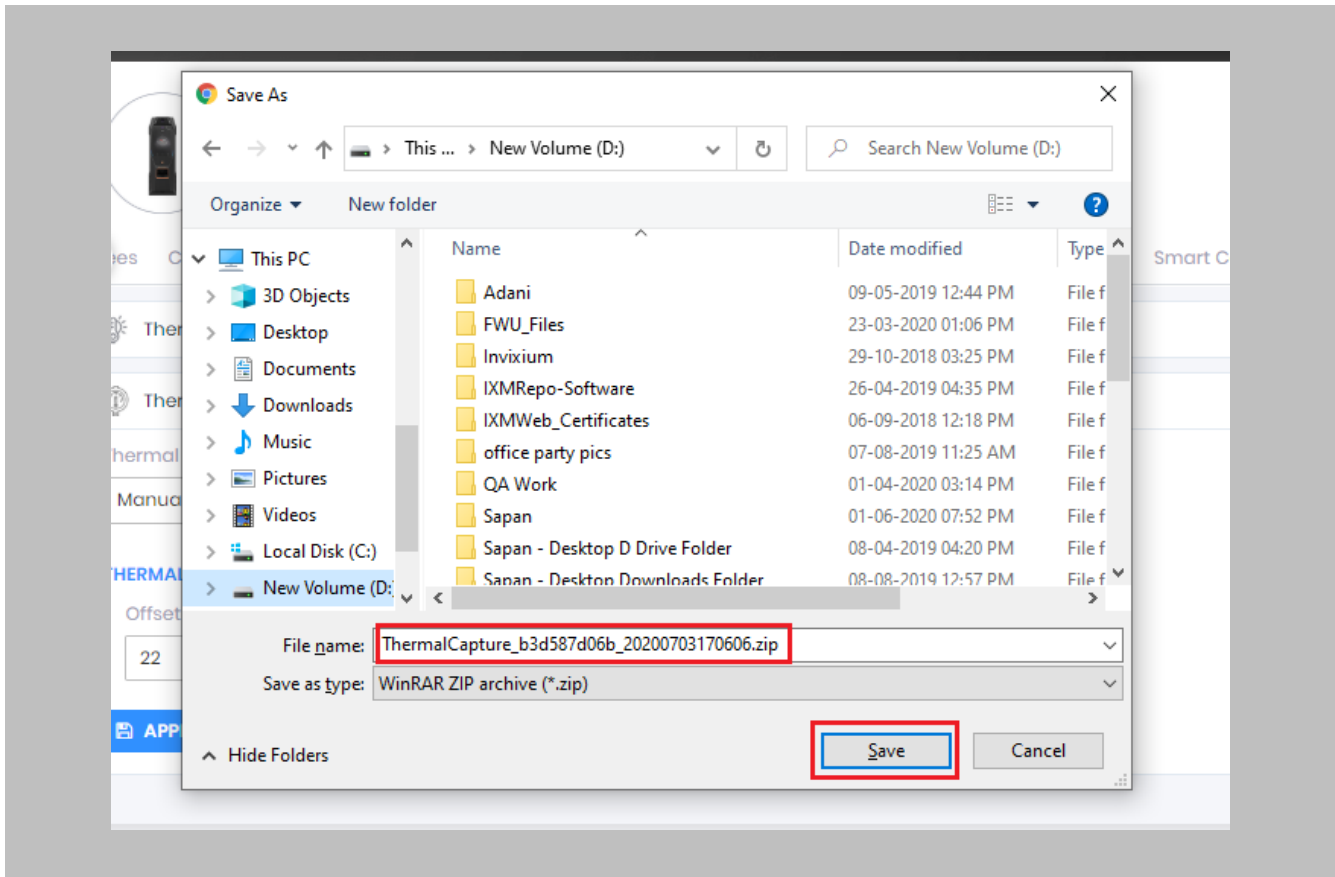 Save As
This ... > New Volume (D:)
Search New Volume (D:)
Organize
New folder
Name
Date modified
Type
This PC
3D Objects
Desktop
Documents
Downloads
Music
Pictures
Videos
Local Disk (C:)
New Volume (D:
Adani 09-05-2019 12:44 PM File f
FWU_Files 23-03-2020 01:06 PM File f
Invixium 29-10-2018 03:25 PM File f
IXMRepo-Software 26-04-2019 04:35 PM File f
IXMWeb_Certificates 06-09-2018 12:18 PM File f
office party pics 07-08-2019 11:25 AM File f
QA Work 01-04-2020 03:14 PM File f
Sapan 01-06-2020 07:52 PM File f
Sapan - Desktop D Drive Folder 08-04-2019 04:20 PM File f
Sapan - Desktop Downloads Folder 08-08-2019 12:57 PM File f
File name: ThermalCapture_b3d587d06b_20200703170606.zip
Save as type: WinRAR ZIP archive (*.zip)
Hide Folders
Save
Cancel
ees C
Smart C
Ther
Ther
hermal
Manua
THERMAL
Offset
22
APP